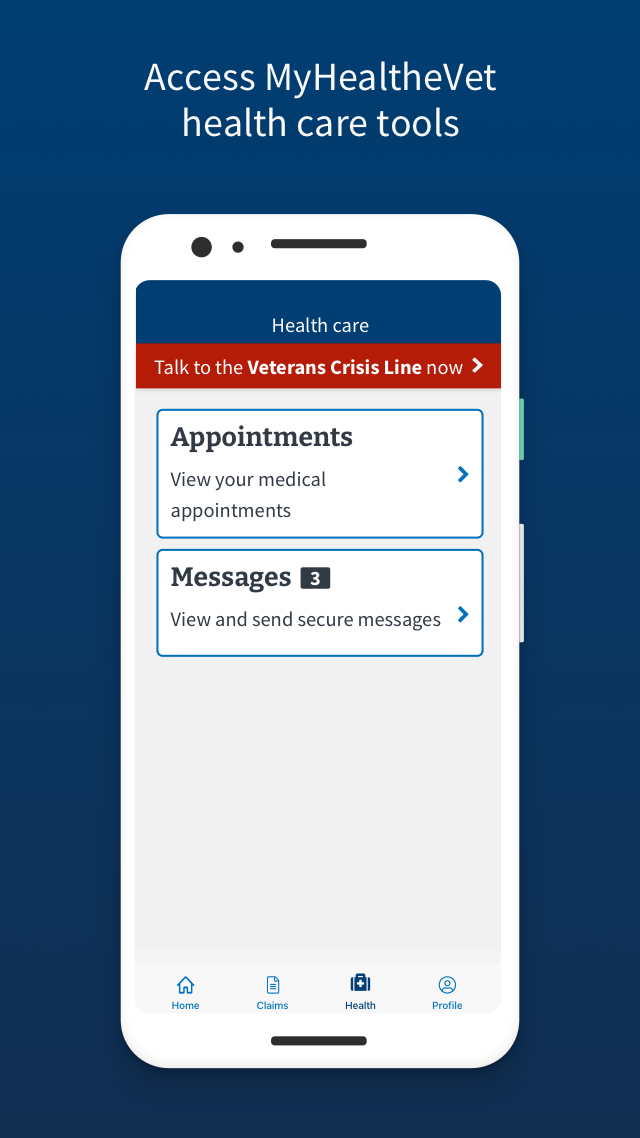 Access MyHealtheVet
health care tools
Health care
Talk to the Veterans Crisis Line now
Appointments
View your medical
appointments
Messages 3
View and send secure messages
Home Claims Health Profile